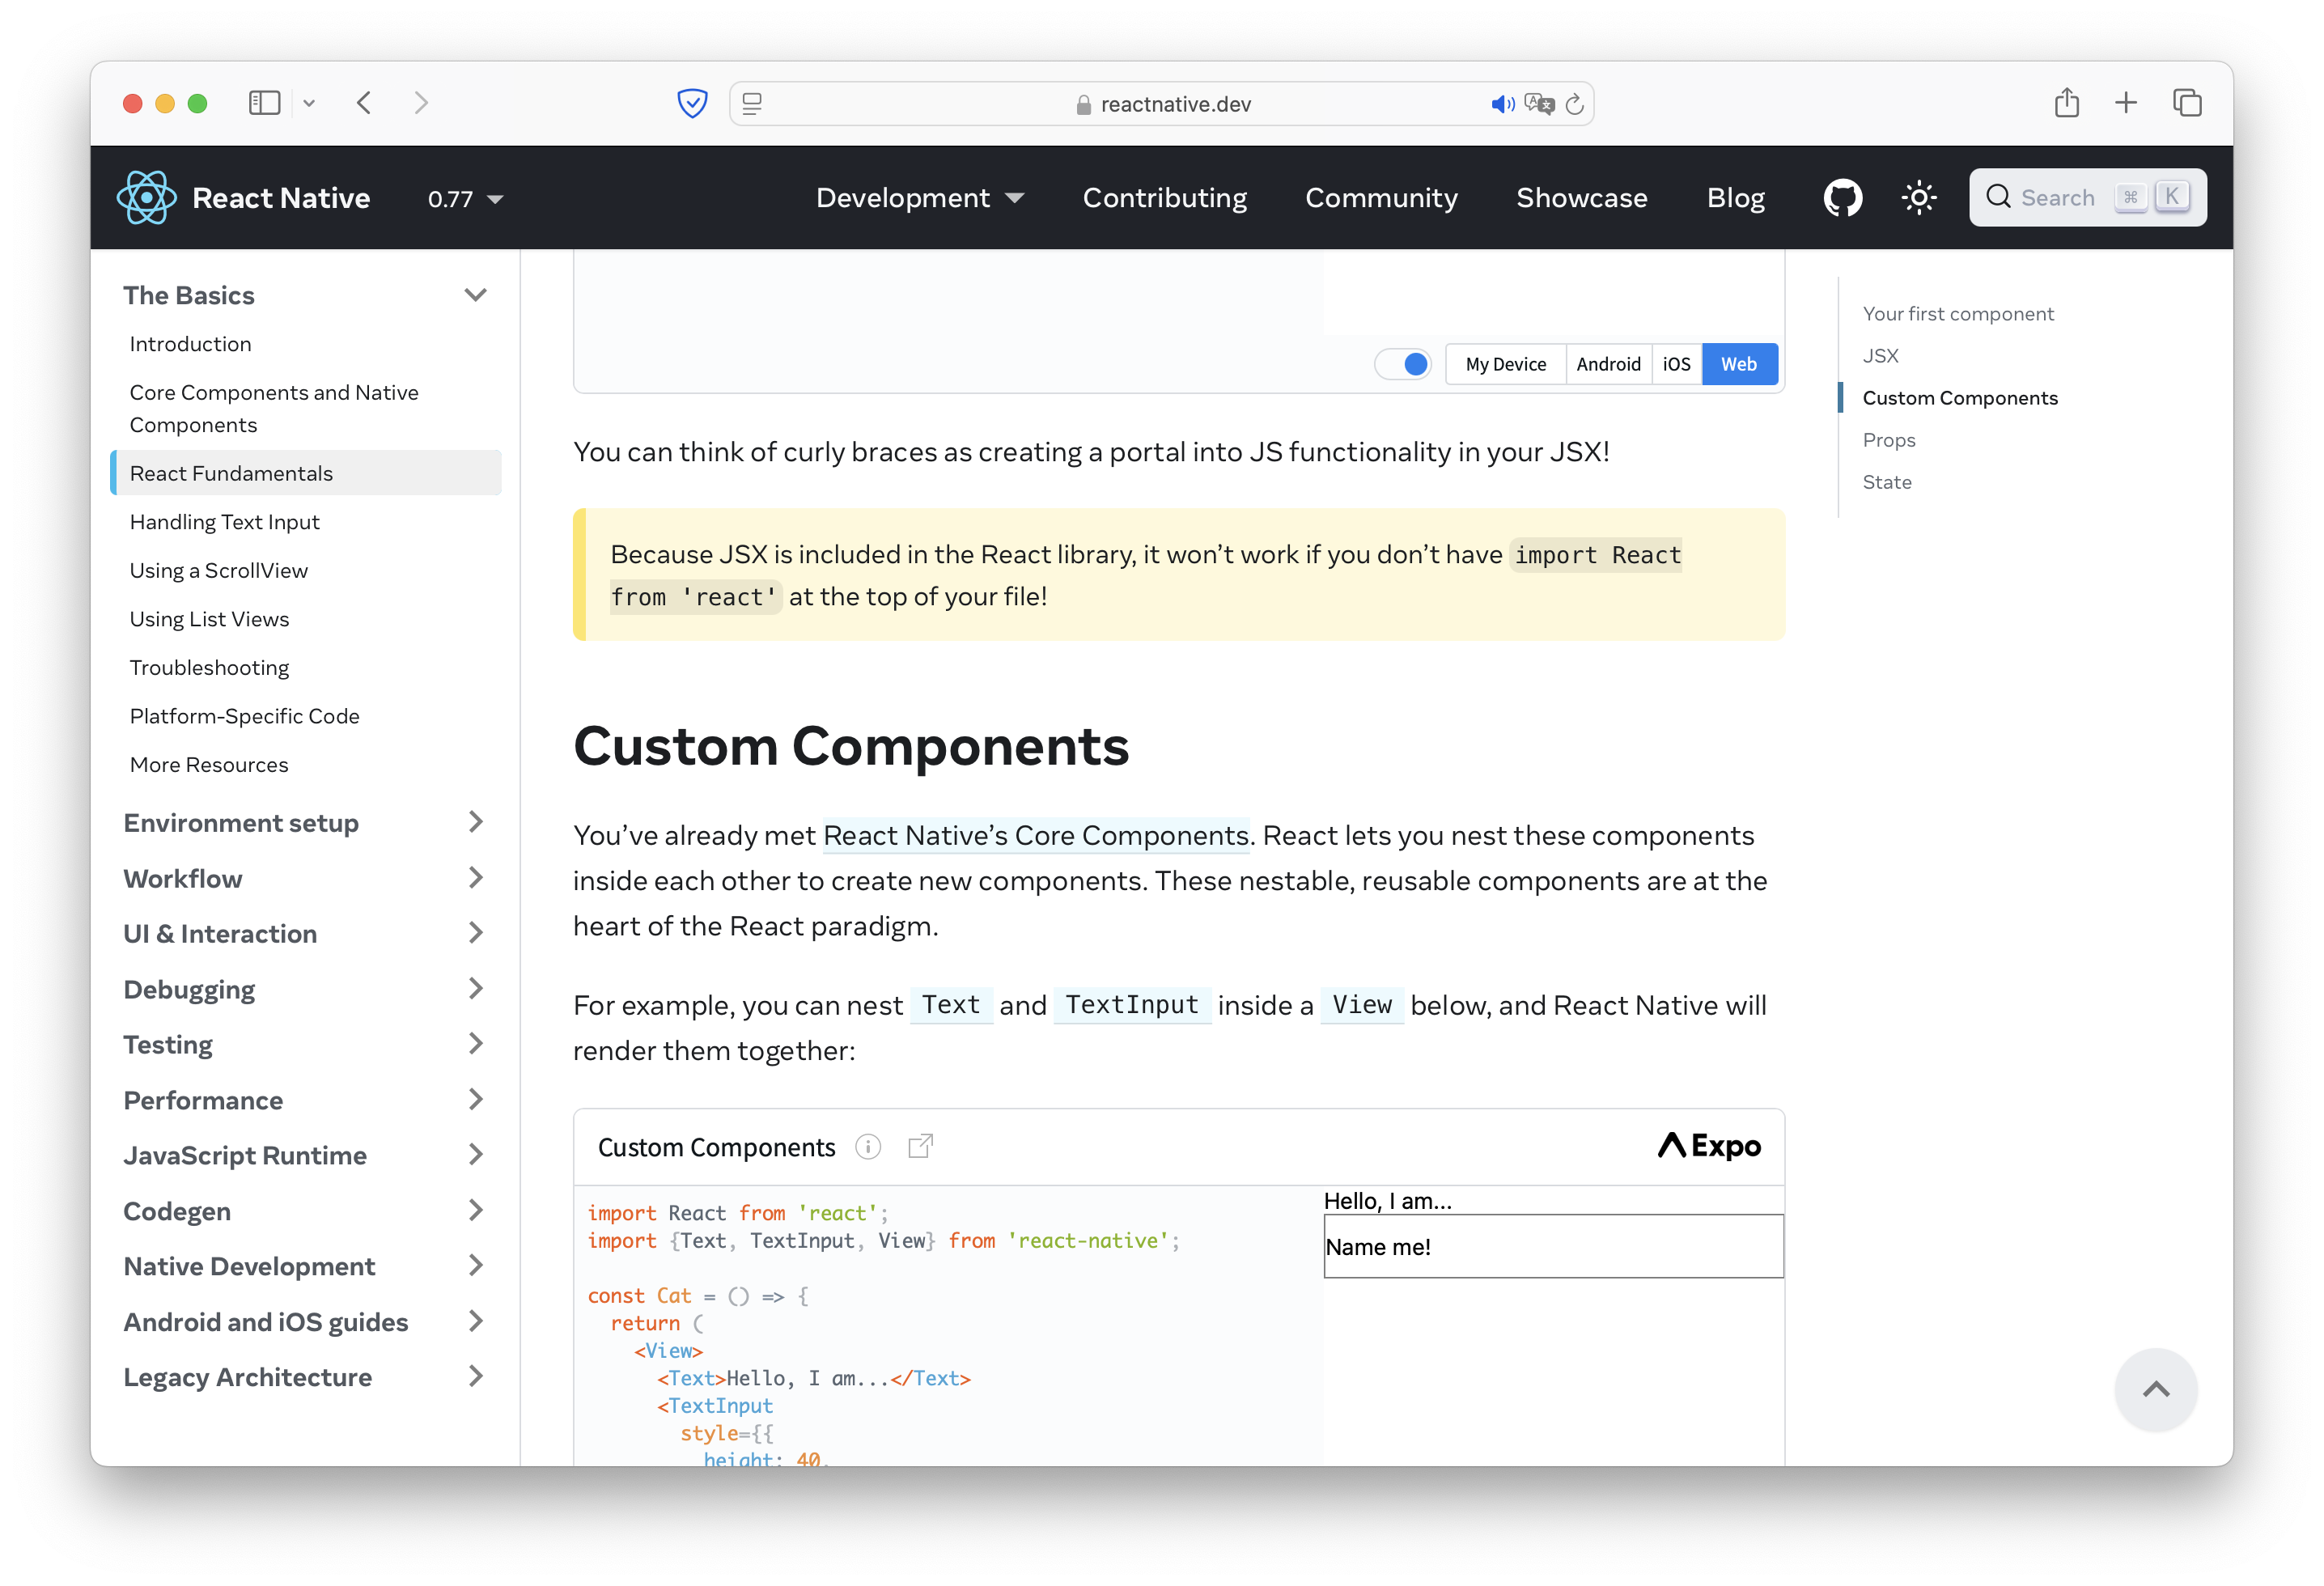 reactnative.dev
React Native
0.77
Development
Contributing
Community
Showcase
Blog
Search
⌘
K
The Basics
Introduction
Core Components and Native
Components
React Fundamentals
Handling Text Input
Using a ScrollView
Using List Views
Troubleshooting
Platform-Specific Code
More Resources
Environment setup
Workflow
UI & Interaction
Debugging
Testing
Performance
JavaScript Runtime
Codegen
Native Development
Android and iOS guides
Legacy Architecture
My Device
Android
iOS
Web
You can think of curly braces as creating a portal into JS functionality in your JSX!
Because JSX is included in the React library, it won’t work if you don’t have import React
from 'react' at the top of your file!
Custom Components
You’ve already met React Native’s Core Components. React lets you nest these components
inside each other to create new components. These nestable, reusable components are at the
heart of the React paradigm.
For example, you can nest Text and TextInput inside a View below, and React Native will
render them together:
Custom Components
Expo
import React from 'react';
import {Text, TextInput, View} from 'react-native';
const Cat = () => {
return (
<View>
<Text>Hello, I am...</Text>
<TextInput
style={{
height: 40,
Hello, I am...
Name me!
Your first component
JSX
Custom Components
Props
State